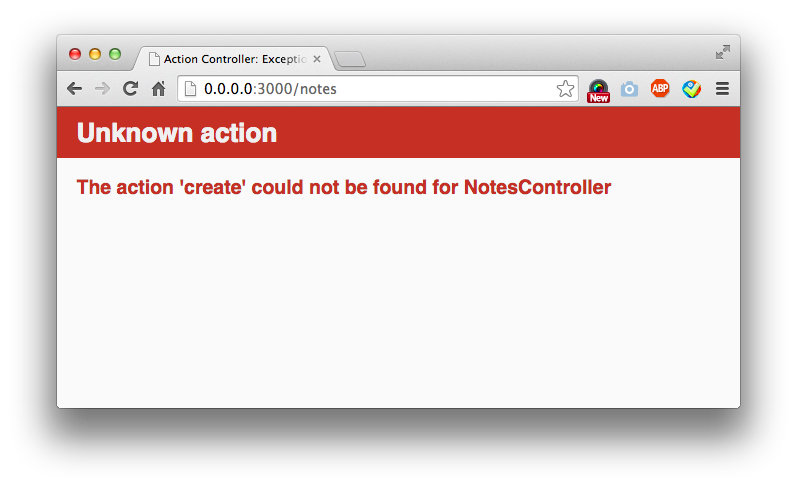 Action Controller: Exceptio
0.0.0.0:3000/notes
New
ABP
Unknown action
The action 'create' could not be found for NotesController